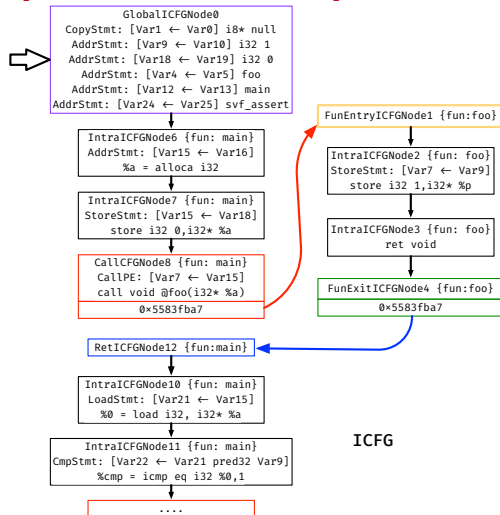 GlobalICFGNode0
CopyStmt: [Var1 ← Var0] i8* null
AddrStmt: [Var9 ← Var10] i32 1
AddrStmt: [Var18 ← Var19] i32 0
AddrStmt: [Var4 ← Var5] foo
AddrStmt: [Var12 ← Var13] main
AddrStmt: [Var24 ← Var25] svf_assert
IntraICFGNode6 {fun: main}
AddrStmt: [Var15 ← Var16]
%a = alloca i32
IntraICFGNode7 {fun: main}
StoreStmt: [Var15 ← Var18]
store i32 0,i32* %a
CallCFGNode8 {fun: main}
CallPE: [Var7 ← Var15]
call void @foo(i32* %a)
0×5583fba7
FunEntryICFGNode1 {fun:foo}
IntraICFGNode2 {fun: foo}
StoreStmt: [Var7 ← Var9]
store i32 1,i32* %p
IntraICFGNode3 {fun: foo}
ret void
FunExitICFGNode4 {fun:foo}
0×5583fba7
RetICFGNode12 {fun:main}
IntraICFGNode10 {fun: main}
LoadStmt: [Var21 ← Var15]
%0 = load i32, i32* %a
IntraICFGNode11 {fun: main}
CmpStmt: [Var22 ← Var21 pred32 Var9]
%cmp = icmp eq i32 %0,1
....
ICFG